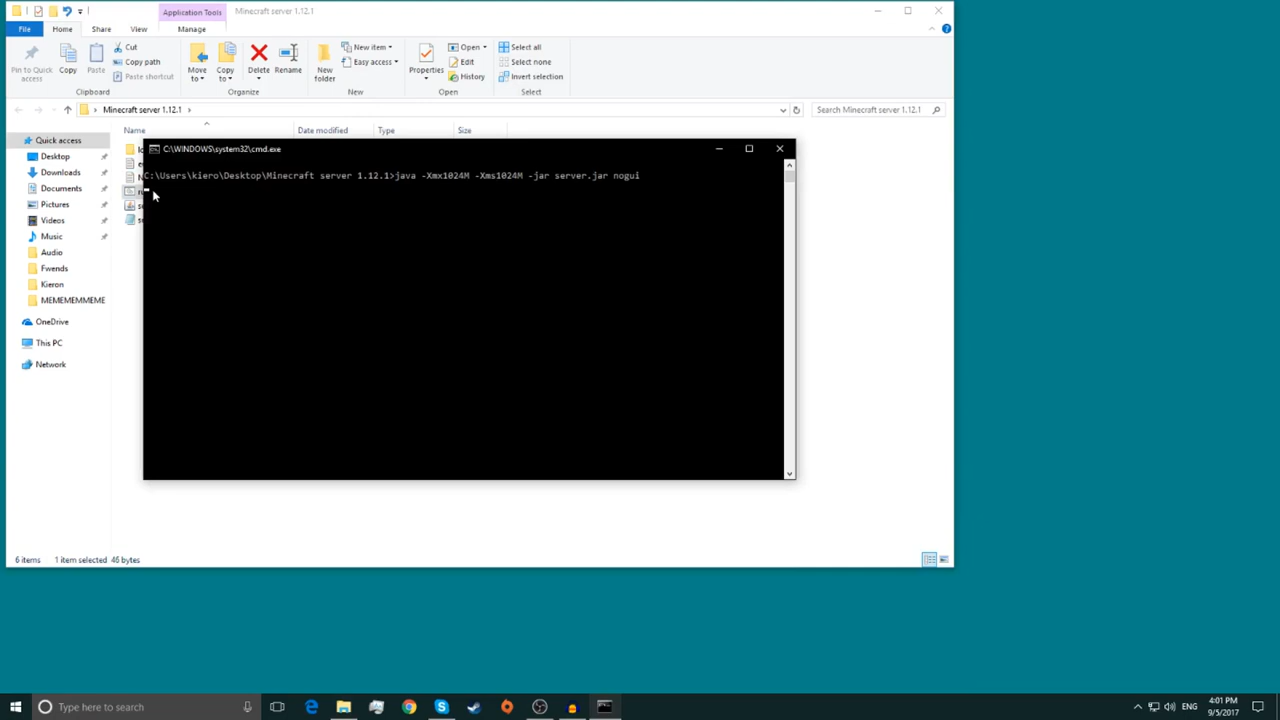 Application Tools
Minecraft server 1.12.1
File
Home
Share
View
Manage
Pin to Quick access
Copy
Paste
Cut
Copy path
Paste shortcut
Clipboard
Move to
Copy to
Delete
Rename
Organize
New folder
New item
Easy access
New
Properties
Open
Edit
History
Open
Select all
Select none
Invert selection
Select
Minecraft server 1.12.1
Search Minecraft server 1.12.1
Name
Date modified
Type
Size
Quick access
Desktop
Downloads
Documents
Pictures
Videos
Music
Audio
Fwends
Kieron
MEMEMEMMEME
OneDrive
This PC
Network
C:\WINDOWS\system32\cmd.exe
C:\Users\kiero\Desktop\Minecraft server 1.12.1>java -Xmx1024M -Xms1024M -jar server.jar nogui
6 items
1 item selected
46 bytes
Type here to search
ENG
4:01 PM
9/5/2017